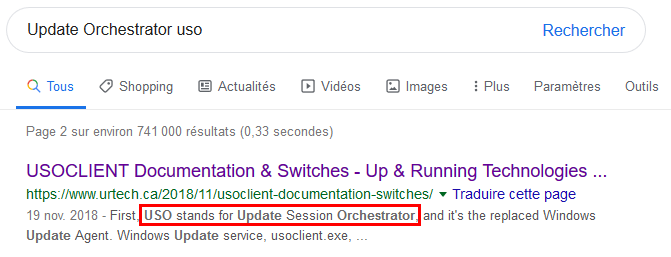 Update Orchestrator uso Rechercher
Tous Shopping Actualités Vidéos Images Plus Paramètres Outils
Page 2 sur environ 741 000 résultats (0,33 secondes)
USOCLIENT Documentation & Switches - Up & Running Technologies ...
https://www.urtech.ca/2018/11/usoclient-documentation-switches/ Traduire cette page
19 nov. 2018 - First, USO stands for Update Session Orchestrator, and it's the replaced Windows
Update Agent. Windows Update service, usoclient.exe, ...